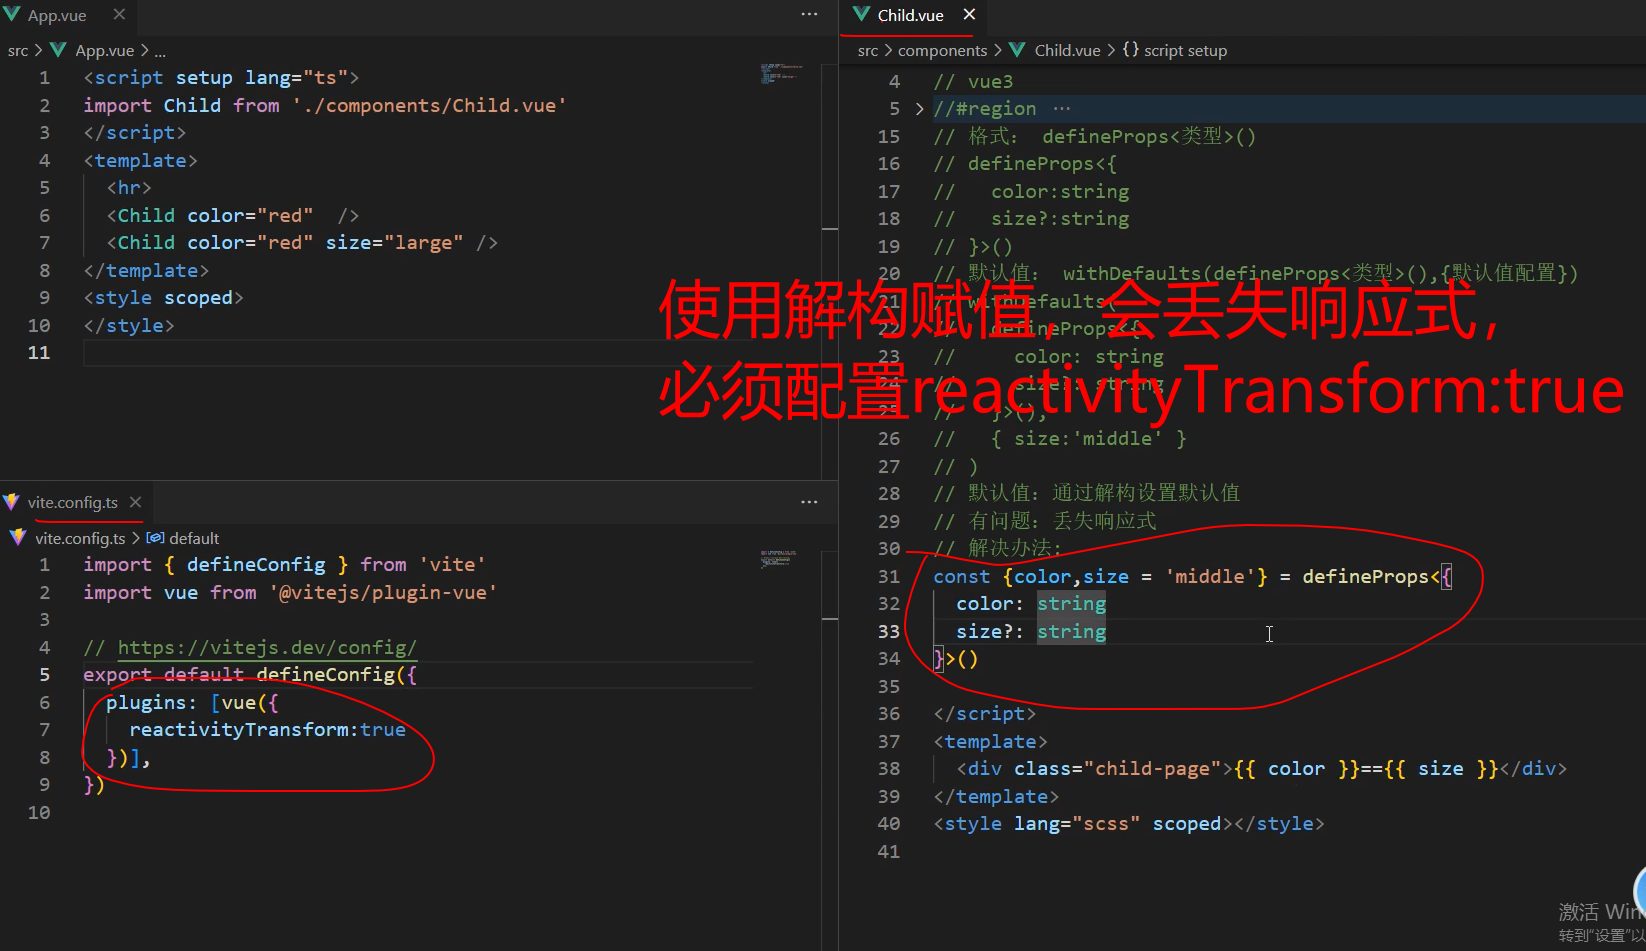 App.vue
src > App.vue > ...
1 <script setup lang="ts">
2 import Child from './components/Child.vue'
3 </script>
4 <template>
5 <hr>
6 <Child color="red" />
7 <Child color="red" size="large" />
8 </template>
9 <style scoped>
10 </style>
11
vite.config.ts
vite.config.ts > default
1 import { defineConfig } from 'vite'
2 import vue from '@vitejs/plugin-vue'
3
4 // https://vitejs.dev/config/
5 export default defineConfig({
6 plugins: [vue({
7 reactivityTransform:true
8 })],
9 })
10
Child.vue
src > components > Child.vue > {} script setup
4 // vue3
5 //#region ...
15 // 格式： defineProps<类型>()
16 // defineProps<{
17 // color:string
18 // size?:string
19 // }>()
20 // 默认值： withDefaults(defineProps<类型>(),{默认值配置})
21 // withDefaults(
22 // defineProps<{
23 // color: string
24 // size?: string
25 // }>(),
26 // { size:'middle' }
27 // )
28 // 默认值：通过解构设置默认值
29 // 有问题：丢失响应式
30 // 解决办法:
31 const {color,size = 'middle'} = defineProps<{
32 color: string
33 size?: string
34 }>()
35
36 </script>
37 <template>
38 <div class="child-page">{{ color }}=={{ size }}</div>
39 </template>
40 <style lang="scss" scoped></style>
41
使用解构赋值，会丢失响应式，
必须配置reactivityTransform:true
激活 Win
转到"设置"以